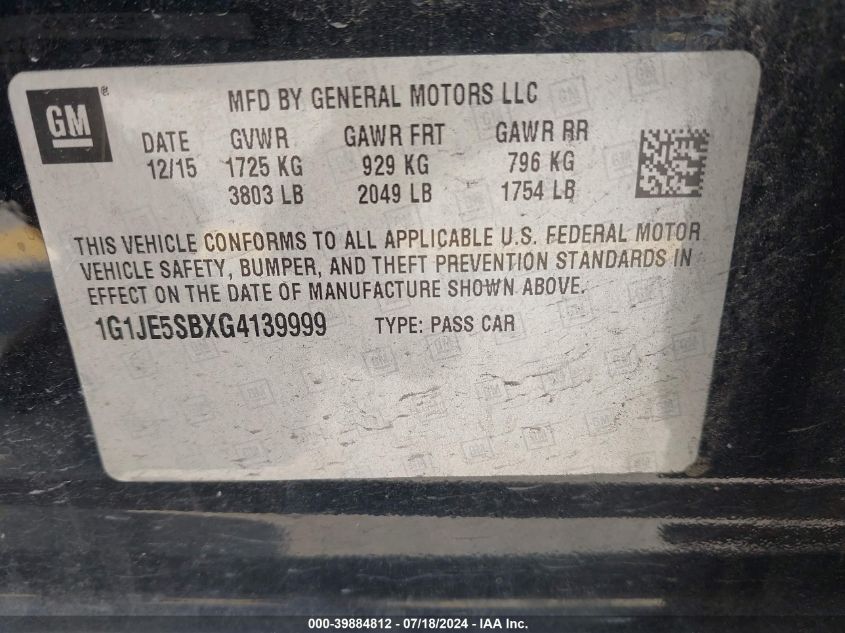 GM ®
MFD BY GENERAL MOTORS LLC
DATE GVWR GAWR FRT GAWR RR
12/15 1725 KG 929 KG 796 KG
3803 LB 2049 LB 1754 LB
THIS VEHICLE CONFORMS TO ALL APPLICABLE U.S. FEDERAL MOTOR
VEHICLE SAFETY, BUMPER, AND THEFT PREVENTION STANDARDS IN
EFFECT ON THE DATE OF MANUFACTURE SHOWN ABOVE.
1G1JE5SBXG4139999 TYPE: PASS CAR
000-39884812 - 07/18/2024 - IAA Inc.